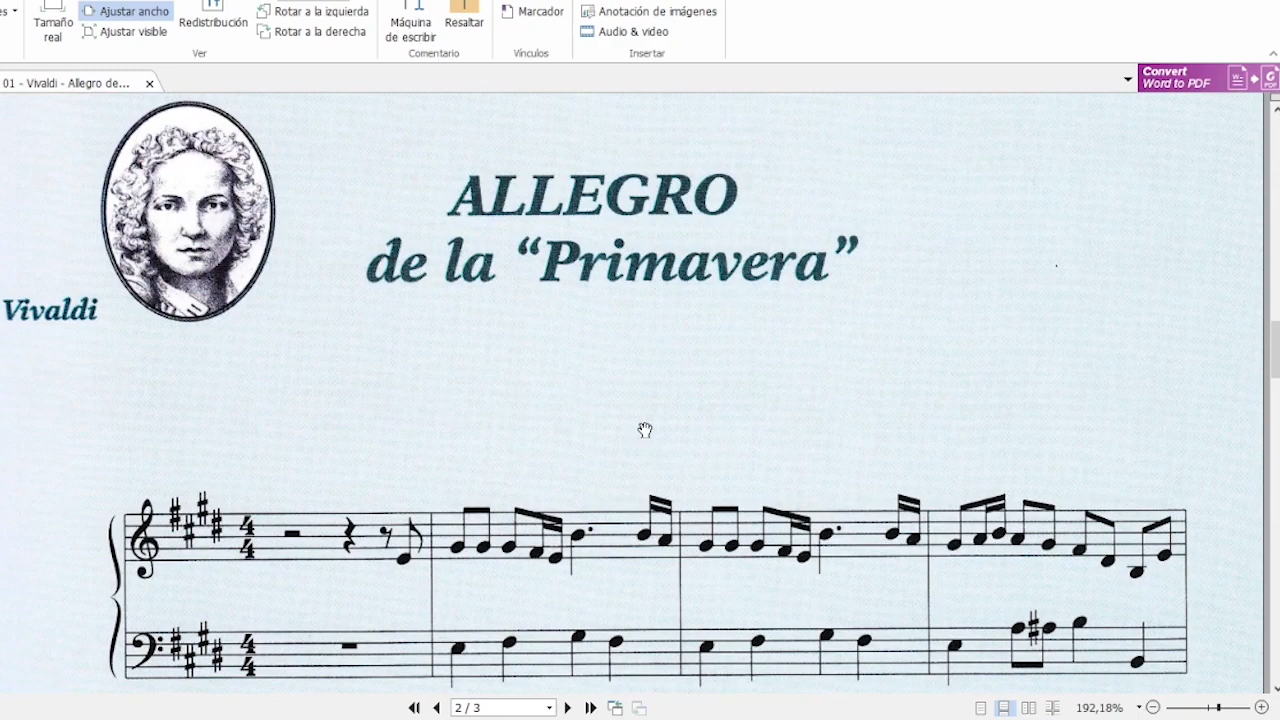 Tamaño
real
Ajustar ancho
Ajustar visible
Redistribución
Rotar a la izquierda
Rotar a la derecha
Ver
Máquina
de escribir
Resaltar
Comentario
Marcador
Vínculos
Anotación de imágenes
Audio & video
Insertar
01 - Vivaldi - Allegro de...
Convert
Word to PDF
ALLEGRO
de la “Primavera”
Vivaldi
4
4
4
4
2 / 3
192,18%